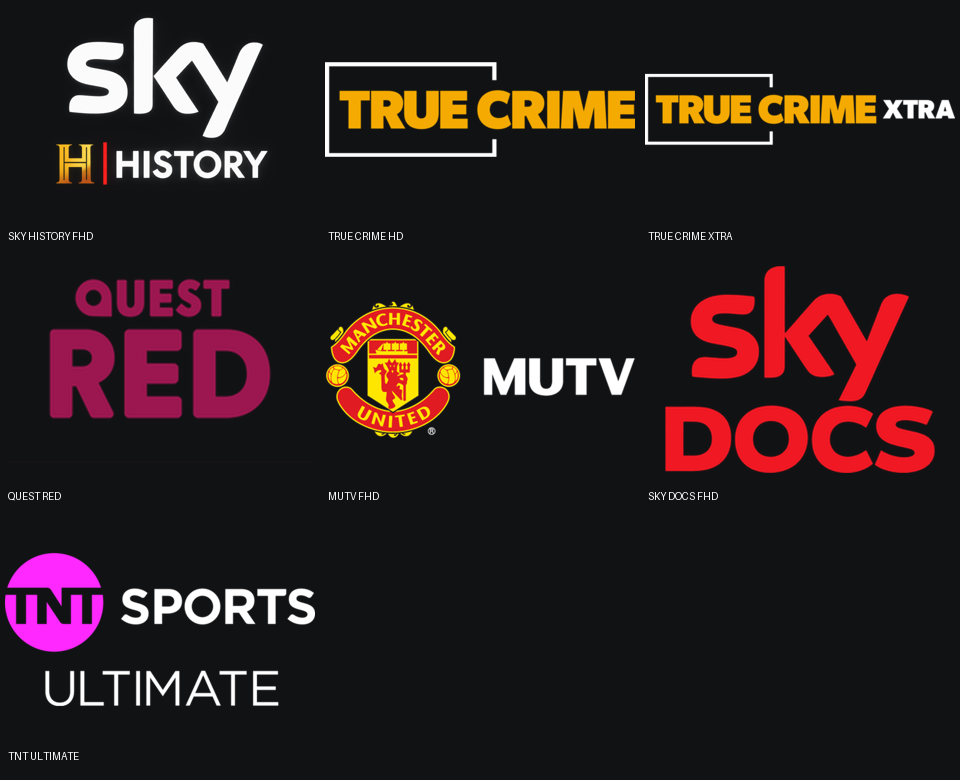 sky
H HISTORY
TRUE CRIME
TRUE CRIME XTRA
SKY HISTORY FHD
TRUE CRIME HD
TRUE CRIME XTRA
QUEST
RED
MANCHESTER
UNITED
®
MUTV
sky
DOCS
QUEST RED
MUTV FHD
SKY DOCS FHD
TNT SPORTS
ULTIMATE
TNT ULTIMATE